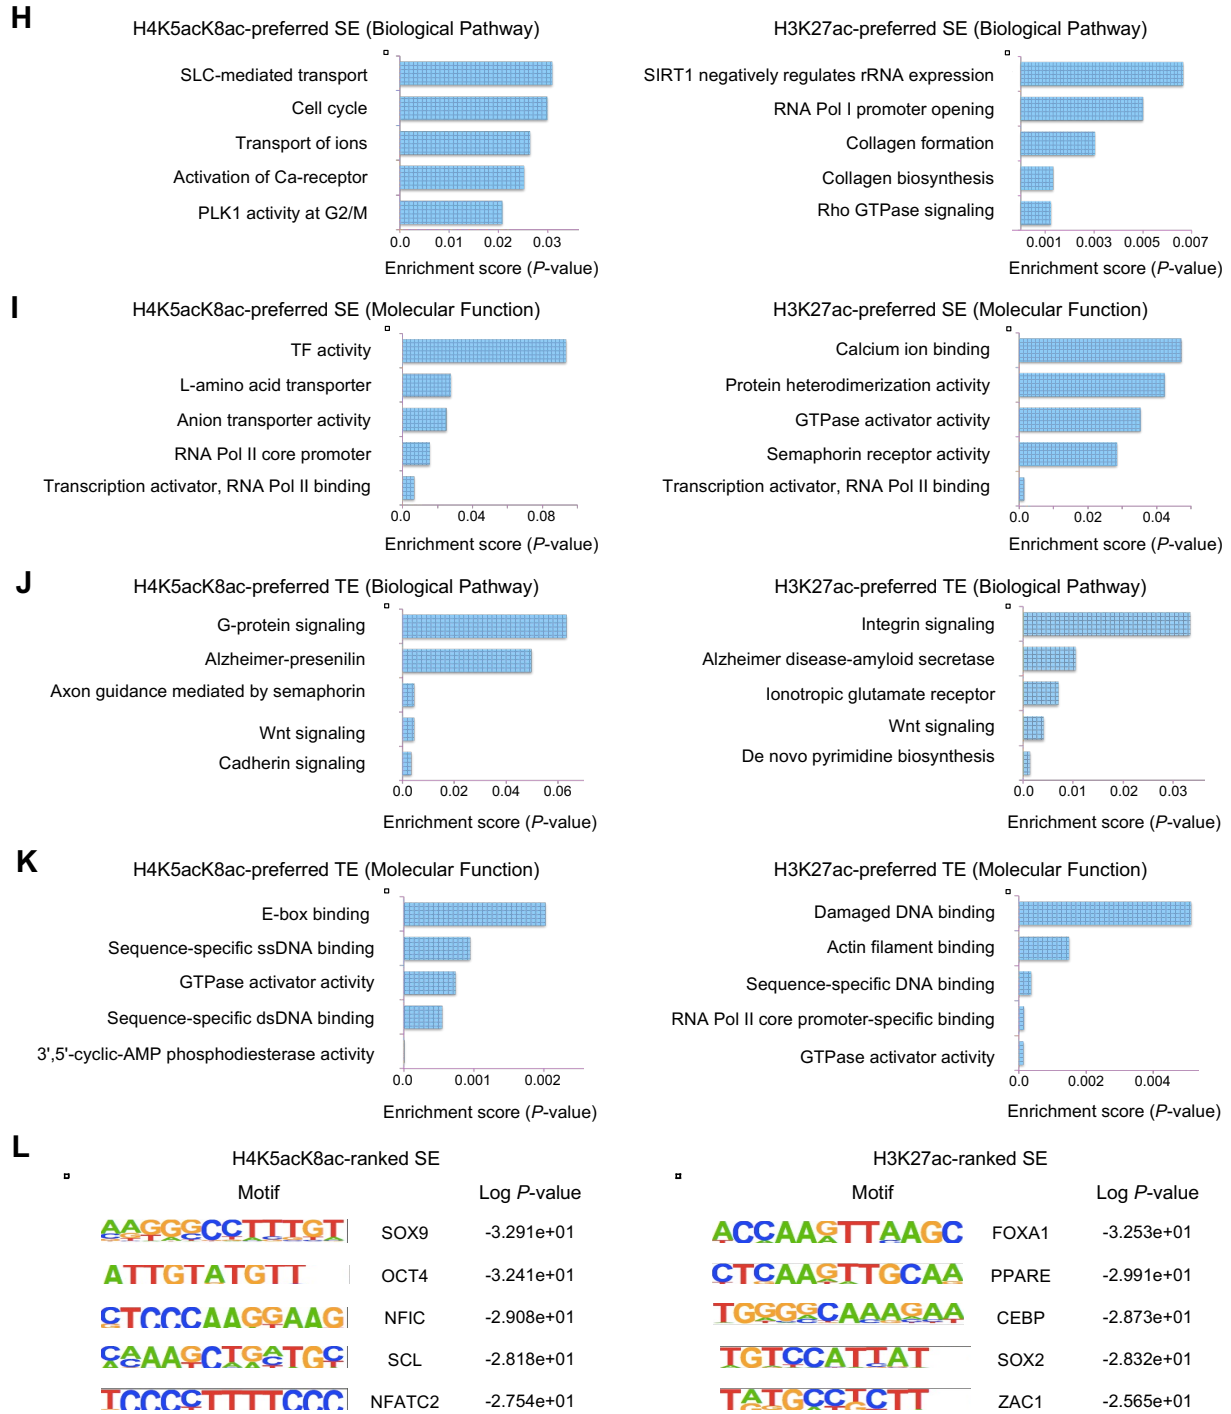 H
H4K5acK8ac-preferred SE (Biological Pathway)
SLC-mediated transport
Cell cycle
Transport of ions
Activation of Ca-receptor
PLK1 activity at G2/M
0.0 0.01 0.02 0.03
Enrichment score (P-value)
H3K27ac-preferred SE (Biological Pathway)
SIRT1 negatively regulates rRNA expression
RNA Pol I promoter opening
Collagen formation
Collagen biosynthesis
Rho GTPase signaling
0.001 0.003 0.005 0.007
Enrichment score (P-value)
I
H4K5acK8ac-preferred SE (Molecular Function)
TF activity
L-amino acid transporter
Anion transporter activity
RNA Pol II core promoter
Transcription activator, RNA Pol II binding
0.0 0.04 0.08
Enrichment score (P-value)
H3K27ac-preferred SE (Molecular Function)
Calcium ion binding
Protein heterodimerization activity
GTPase activator activity
Semaphorin receptor activity
Transcription activator, RNA Pol II binding
0.0 0.02 0.04
Enrichment score (P-value)
J
H4K5acK8ac-preferred TE (Biological Pathway)
G-protein signaling
Alzheimer-presenilin
Axon guidance mediated by semaphorin
Wnt signaling
Cadherin signaling
0.0 0.02 0.04 0.06
Enrichment score (P-value)
H3K27ac-preferred TE (Biological Pathway)
Integrin signaling
Alzheimer disease-amyloid secretase
Ionotropic glutamate receptor
Wnt signaling
De novo pyrimidine biosynthesis
0.0 0.01 0.02 0.03
Enrichment score (P-value)
K
H4K5acK8ac-preferred TE (Molecular Function)
E-box binding
Sequence-specific ssDNA binding
GTPase activator activity
Sequence-specific dsDNA binding
3',5'-cyclic-AMP phosphodiesterase activity
0.0 0.001 0.002
Enrichment score (P-value)
H3K27ac-preferred TE (Molecular Function)
Damaged DNA binding
Actin filament binding
Sequence-specific DNA binding
RNA Pol II core promoter-specific binding
GTPase activator activity
0.0 0.002 0.004
Enrichment score (P-value)
L
H4K5acK8ac-ranked SE
Motif Log P-value
AAGGGCCTTTGT SOX9 -3.291e+01
ATTGTATGTT OCT4 -3.241e+01
CTCCCAAGGAAG NFIC -2.908e+01
CAAAGCTGATGC SCL -2.818e+01
TCCCCTTTTCCC NFATC2 -2.754e+01
H3K27ac-ranked SE
Motif Log P-value
ACCAAGTTAAGC FOXA1 -3.253e+01
CTCAAGTTGCAA PPARE -2.991e+01
TGGGGCAAAGAA CEBP -2.873e+01
TGTCCATTAT SOX2 -2.832e+01
TATGCCTCTT ZAC1 -2.565e+01